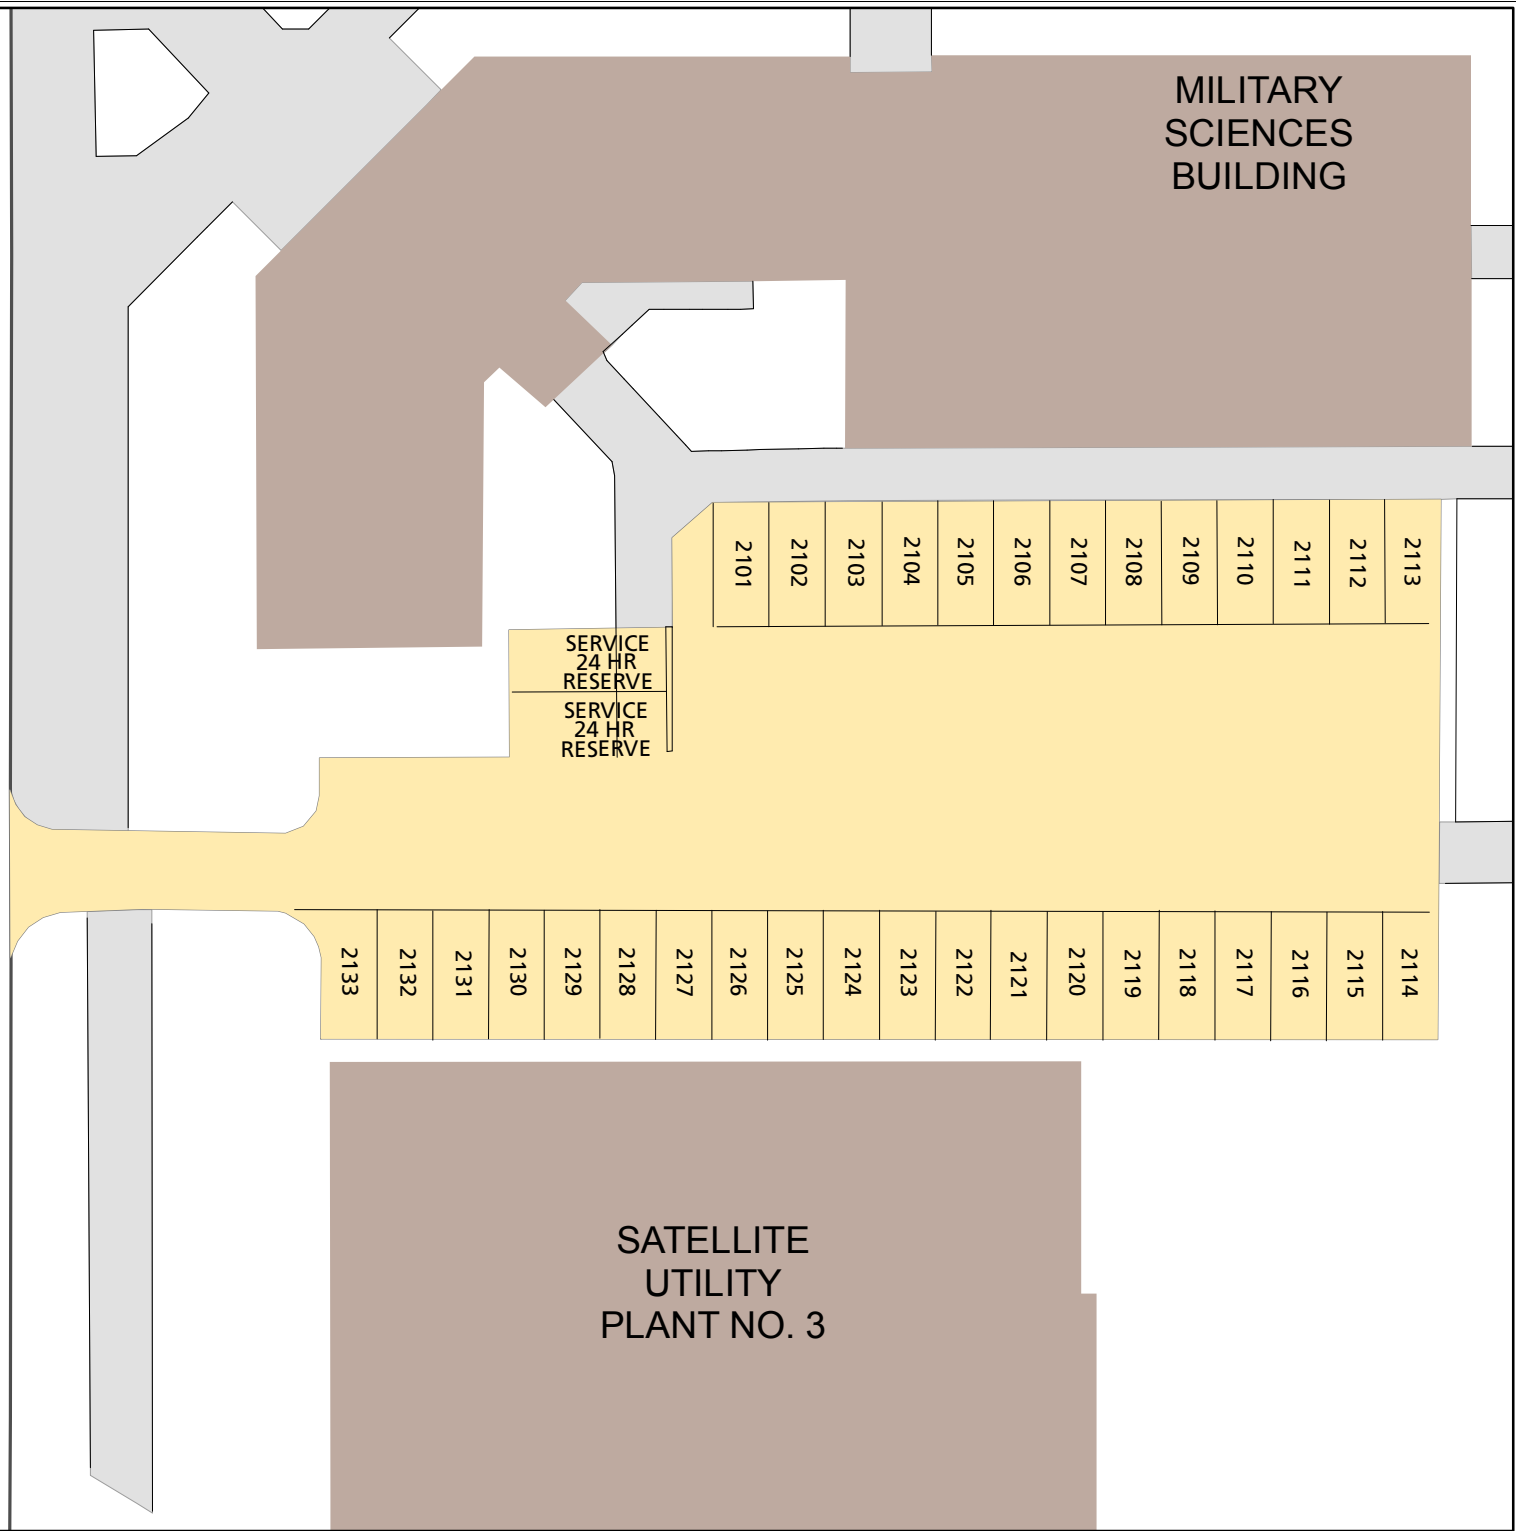 MILITARY
SCIENCES
BUILDING
2101
2102
2103
2104
2105
2106
2107
2108
2109
2110
2111
2112
2113
SERVICE
24 HR
RESERVE
SERVICE
24 HR
RESERVE
2133
2132
2131
2130
2129
2128
2127
2126
2125
2124
2123
2122
2121
2120
2119
2118
2117
2116
2115
2114
SATELLITE
UTILITY
PLANT NO. 3